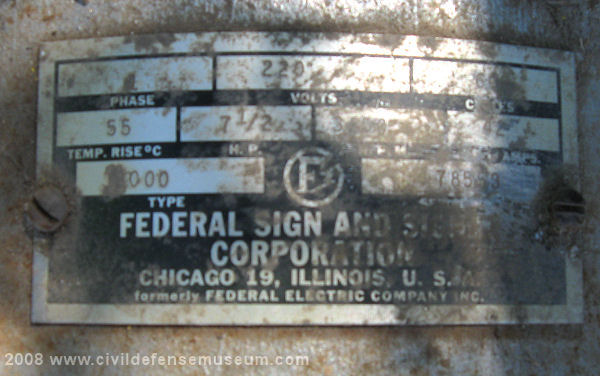 220
PHASE VOLTS
55 7 1/2
TEMP. RISE °C H.P.
TYPE
FEDERAL SIGN AND
CORPORATION
CHICAGO 19, ILLINOIS, U. S. A.
formerly FEDERAL ELECTRIC COMPANY INC.
2008 www.civildefensemuseum.com